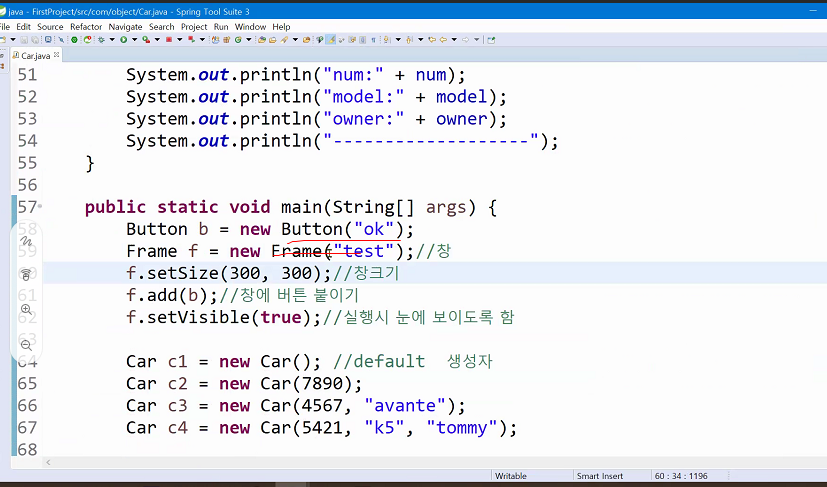 java - FirstProject/src/com/object/Car.java - Spring Tool Suite 3
File Edit Source Refactor Navigate Search Project Run Window Help
Car.java
51 System.out.println("num:" + num);
52 System.out.println("model:" + model);
53 System.out.println("owner:" + owner);
54 System.out.println("-------------------");
55 }
56
57 public static void main(String[] args) {
58 Button b = new Button("ok");
59 Frame f = new Frame("test");//창
60 f.setSize(300, 300);//창크기
61 f.add(b);//창에 버튼 붙이기
62 f.setVisible(true);//실행시 눈에 보이도록 함
63
64 Car c1 = new Car(); //default 생성자
65 Car c2 = new Car(7890);
66 Car c3 = new Car(4567, "avante");
67 Car c4 = new Car(5421, "k5", "tommy");
68
Writable Smart Insert 60 : 34 : 1196